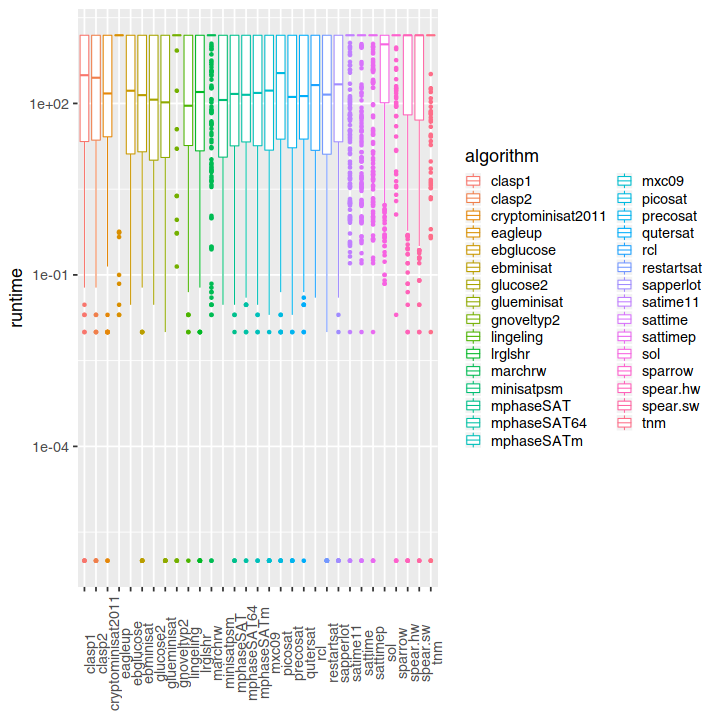 runtime
1e+02
1e-01
1e-04
clasp1
clasp2
cryptominisat2011
eagleup
ebglucose
ebminisat
glucose2
glueminisat
gnoveltyp2
lingeling
lrglshr
marchrw
minisatpsm
mphaseSAT
mphaseSAT64
mphaseSATm
mxc09
picosat
precosat
qutersat
rcl
restartsat
sapperlot
satime11
sattime
sattimep
sol
sparrow
spear.hw
spear.sw
tnm
algorithm
clasp1
clasp2
cryptominisat2011
eagleup
ebglucose
ebminisat
glucose2
glueminisat
gnoveltyp2
lingeling
lrglshr
marchrw
minisatpsm
mphaseSAT
mphaseSAT64
mphaseSATm
mxc09
picosat
precosat
qutersat
rcl
restartsat
sapperlot
satime11
sattime
sattimep
sol
sparrow
spear.hw
spear.sw
tnm